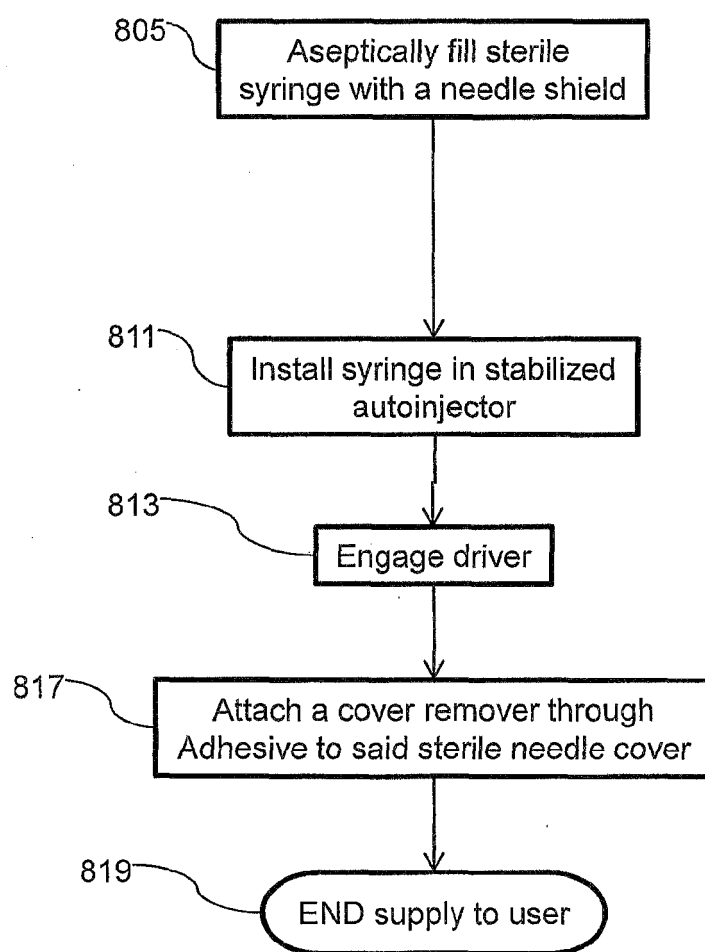 805
Aseptically fill sterile
syringe with a needle shield
811
Install syringe in stabilized
autoinjector
813
Engage driver
817
Attach a cover remover through
Adhesive to said sterile needle cover
819
END supply to user